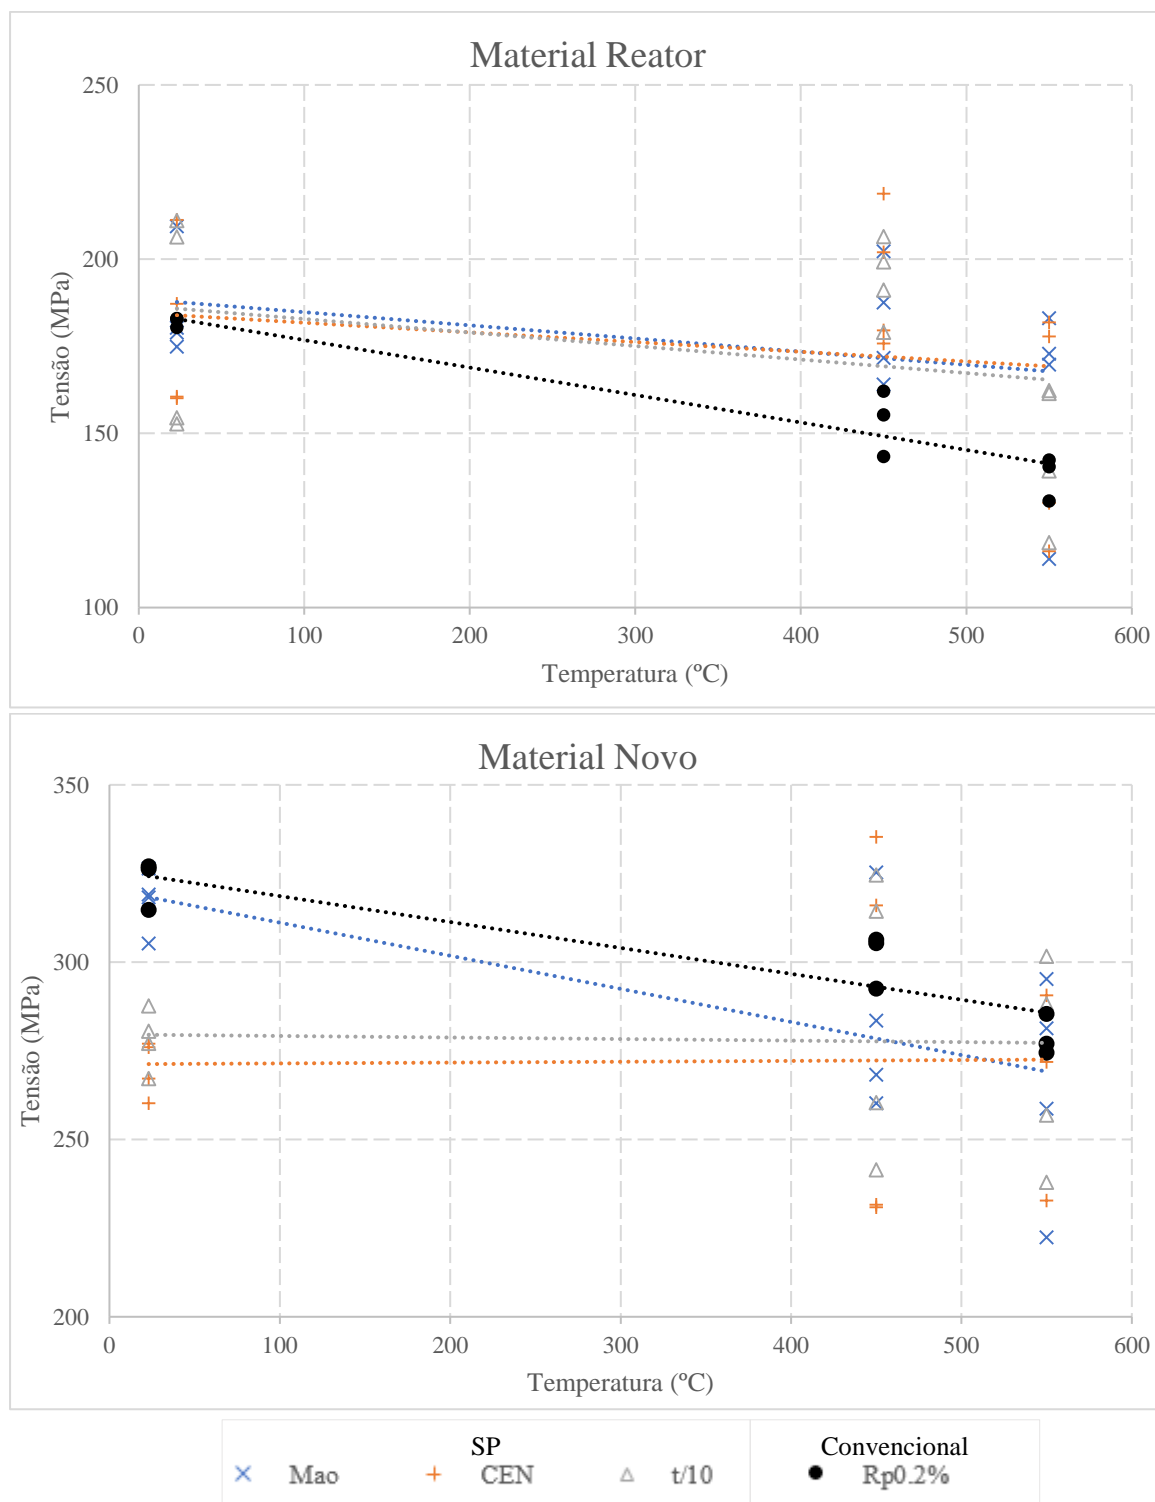 Material Reator
250
200
150
100
Tensão (MPa)
0 100 200 300 400 500 600
Temperatura (ºC)
Material Novo
350
300
250
200
Tensão (MPa)
0 100 200 300 400 500 600
Temperatura (ºC)
SP Convencional
Mao CEN t/10 Rp0.2%